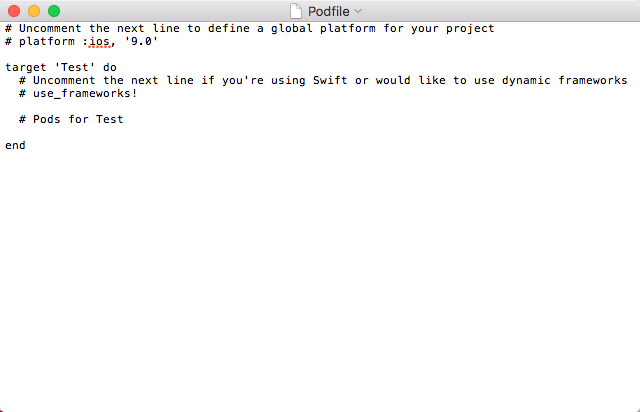 Podfile
# Uncomment the next line to define a global platform for your project
# platform :ios, '9.0'
target 'Test' do
# Uncomment the next line if you're using Swift or would like to use dynamic frameworks
# use_frameworks!
# Pods for Test
end